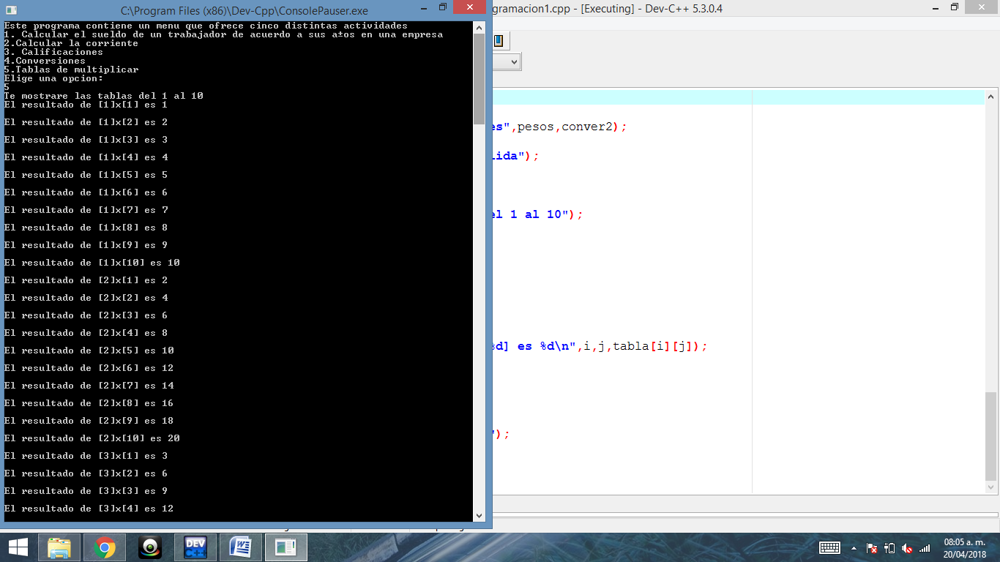 C:\Program Files (x86)\Dev-Cpp\ConsolePauser.exe
gramacion1.cpp - [Executing] - Dev-C++ 5.3.0.4
Este programa contiene un menu que ofrece cinco distintas actividades
1. Calcular el sueldo de un trabajador de acuerdo a sus a±os en una empresa
2.Calcular la corriente
3. Calificaciones
4.Conversiones
5.Tablas de multiplicar
Elige una opcion:
5
Te mostrare las tablas del 1 al 10
El resultado de [1]x[1] es 1
El resultado de [1]x[2] es 2
El resultado de [1]x[3] es 3
El resultado de [1]x[4] es 4
El resultado de [1]x[5] es 5
El resultado de [1]x[6] es 6
El resultado de [1]x[7] es 7
El resultado de [1]x[8] es 8
El resultado de [1]x[9] es 9
El resultado de [1]x[10] es 10
El resultado de [2]x[1] es 2
El resultado de [2]x[2] es 4
El resultado de [2]x[3] es 6
El resultado de [2]x[4] es 8
El resultado de [2]x[5] es 10
El resultado de [2]x[6] es 12
El resultado de [2]x[7] es 14
El resultado de [2]x[8] es 16
El resultado de [2]x[9] es 18
El resultado de [2]x[10] es 20
El resultado de [3]x[1] es 3
El resultado de [3]x[2] es 6
El resultado de [3]x[3] es 9
El resultado de [3]x[4] es 12
es",pesos,conver2);
lida");
el 1 al 10");
%d] es %d\n",i,j,tabla[i][j]);
");
DEV
C++
08:05 a. m.
20/04/2018